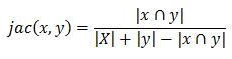 jac(x, y) = |x ∩ y| / |X| + |y| − |x ∩ y|